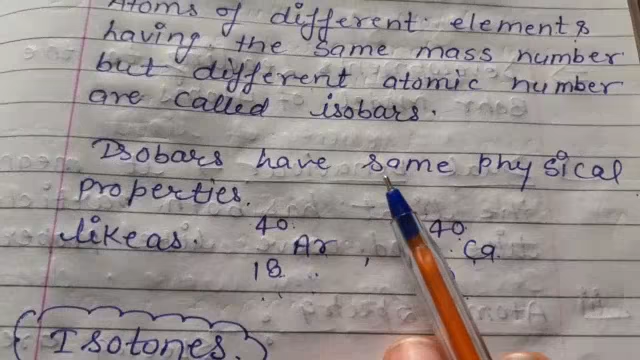 Atoms of different elements
having the same mass number
but different atomic number
are called isobars.
Isobars have same physical
properties.
like as. 40 Ar 18 , 40 Ca
Isotones.